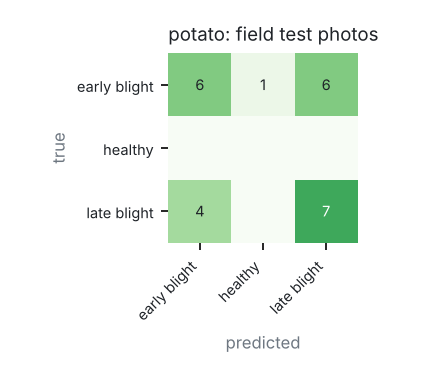 potato: field test photos
early blight
6
1
6
true
healthy
late blight
4
7
early blight
healthy
late blight
predicted